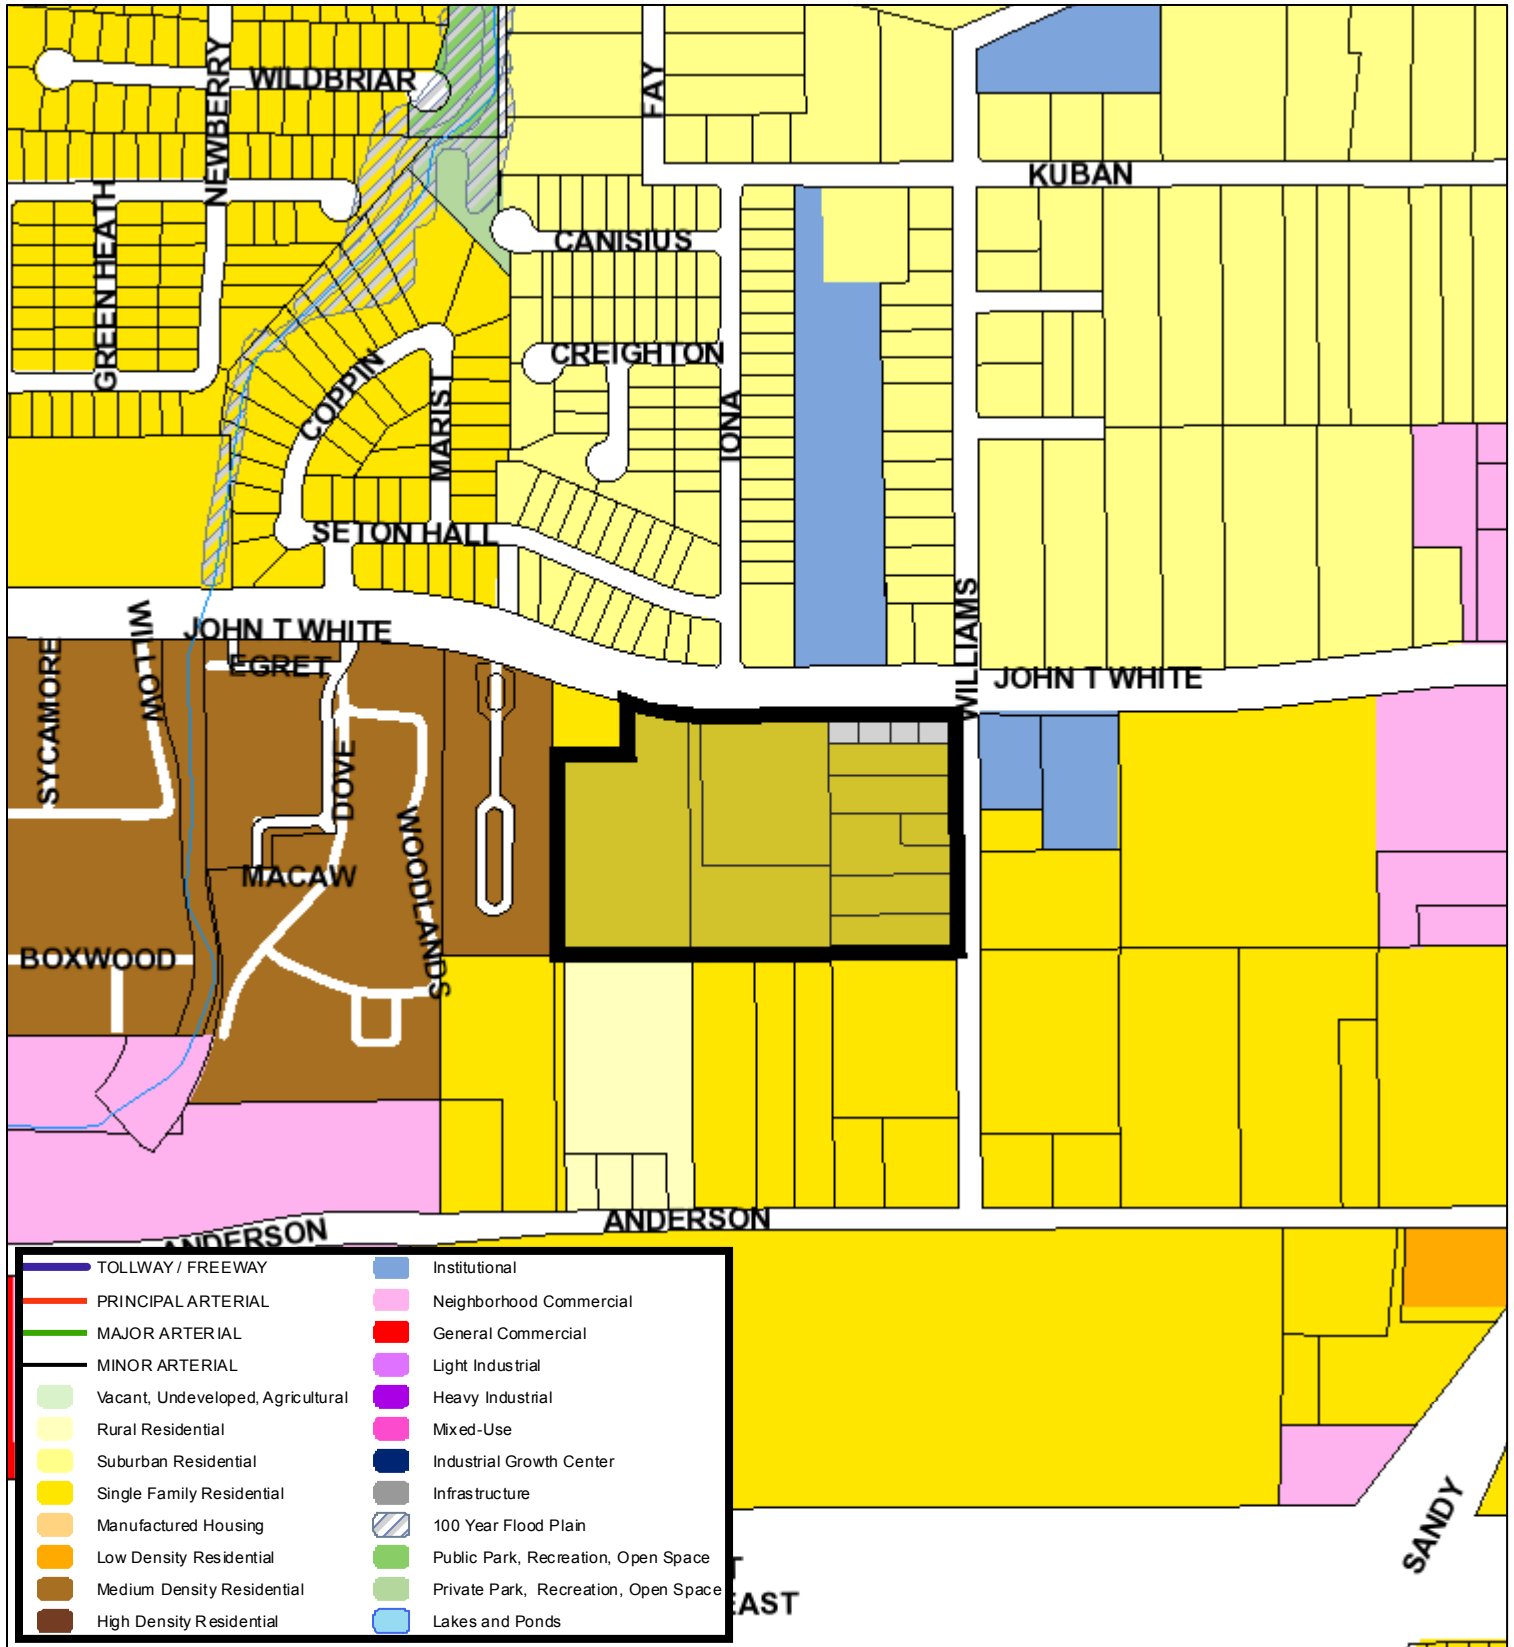 WILDBRIAR
NEWBERRY
FAY
KUBAN
GREEN HEATH
CANISIUS
CREIGHTON
COPPIN
MARIST
IONA
SETON HALL
WILLIAMS
WILLOW
JOHN T WHITE
EGRET
JOHN T WHITE
SYCAMORE
DOVE
WOODLANDS
MACAW
BOXWOOD
ANDERSON
ANDERSON
SANDY
EAST
TOLLWAY / FREEWAY
PRINCIPAL ARTERIAL
MAJOR ARTERIAL
MINOR ARTERIAL
Vacant, Undeveloped, Agricultural
Rural Residential
Suburban Residential
Single Family Residential
Manufactured Housing
Low Density Residential
Medium Density Residential
High Density Residential
Institutional
Neighborhood Commercial
General Commercial
Light Industrial
Heavy Industrial
Mixed-Use
Industrial Growth Center
Infrastructure
100 Year Flood Plain
Public Park, Recreation, Open Space
Private Park, Recreation, Open Space
Lakes and Ponds